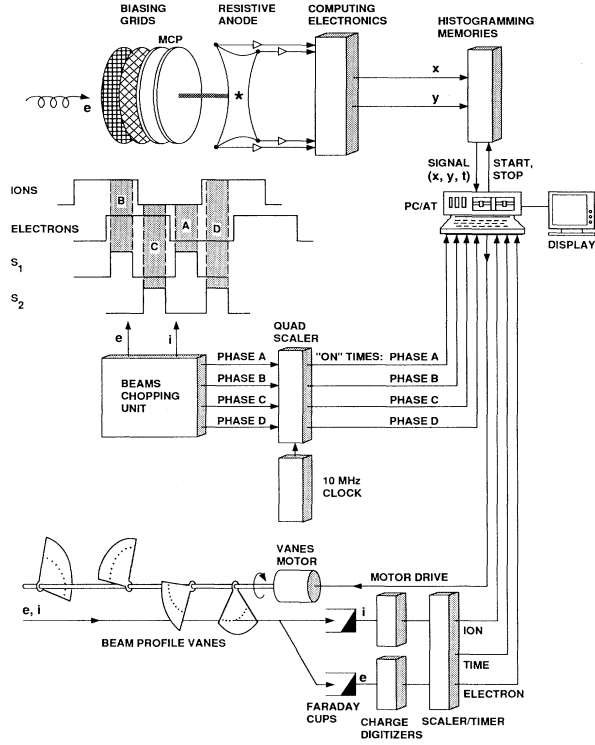 BIASING GRIDS
MCP
RESISTIVE ANODE
COMPUTING ELECTRONICS
HISTOGRAMMING MEMORIES
e
*
x
y
SIGNAL (x, y, t)
START, STOP
PC/AT
DISPLAY
IONS
ELECTRONS
S1
S2
B
C
A
D
e
i
BEAMS CHOPPING UNIT
PHASE A
PHASE B
PHASE C
PHASE D
QUAD SCALER
"ON" TIMES: PHASE A
PHASE B
PHASE C
PHASE D
10 MHz CLOCK
VANES MOTOR
MOTOR DRIVE
e, i
BEAM PROFILE VANES
i
e
FARADAY CUPS
CHARGE DIGITIZERS
ION
TIME
ELECTRON
SCALER/TIMER